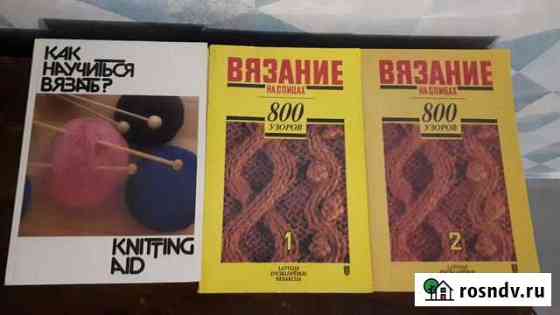 КАК
НАУЧИТЬСЯ
ВЯЗАТЬ?
KNITTING
AID
ВЯЗАНИЕ
НА СПИЦАХ
800
УЗОРОВ
1
ВЯЗАНИЕ
НА СПИЦАХ
800
УЗОРОВ
2
rosndv.ru